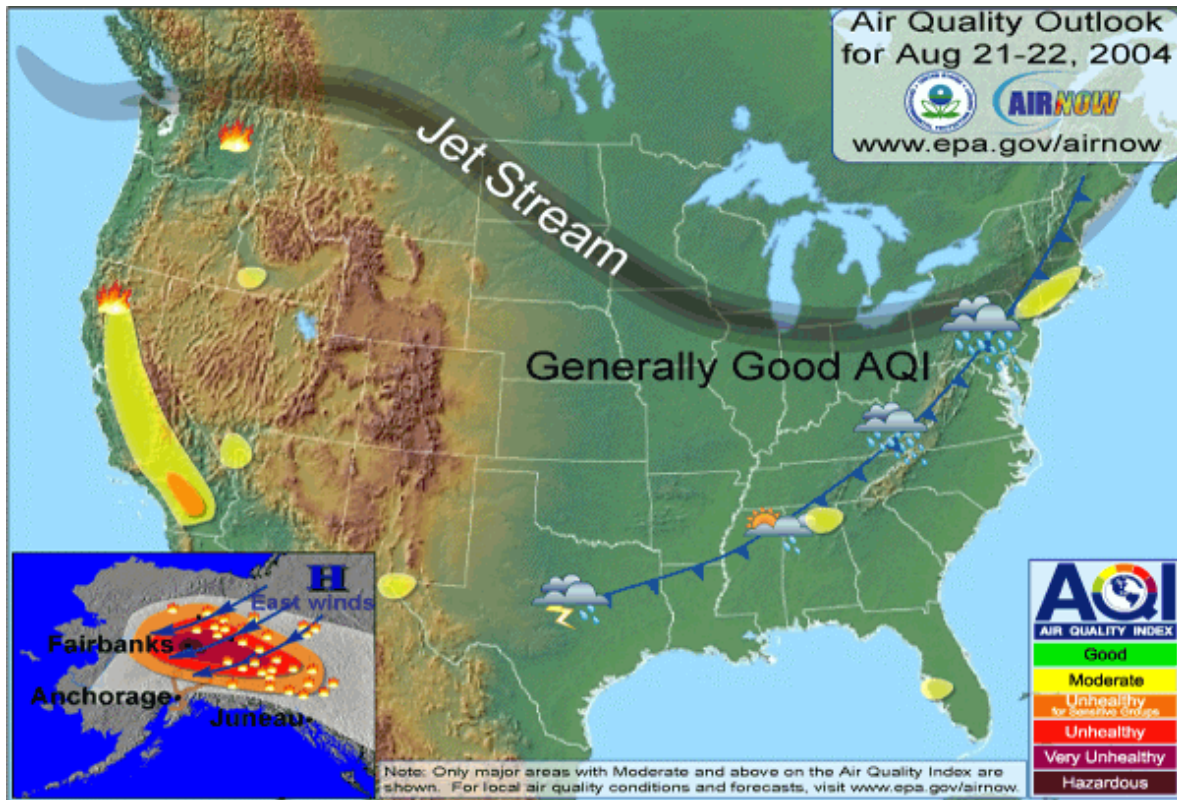 Air Quality Outlook
for Aug 21-22, 2004
AIRNOW
www.epa.gov/airnow
Jet Stream
Generally Good AQI
H
East winds
Fairbanks
Anchorage
Juneau
Note: Only major areas with Moderate and above on the Air Quality Index are
shown. For local air quality conditions and forecasts, visit www.epa.gov/airnow.
AQI
AIR QUALITY INDEX
Good
Moderate
Unhealthy
for Sensitive Groups
Unhealthy
Very Unhealthy
Hazardous